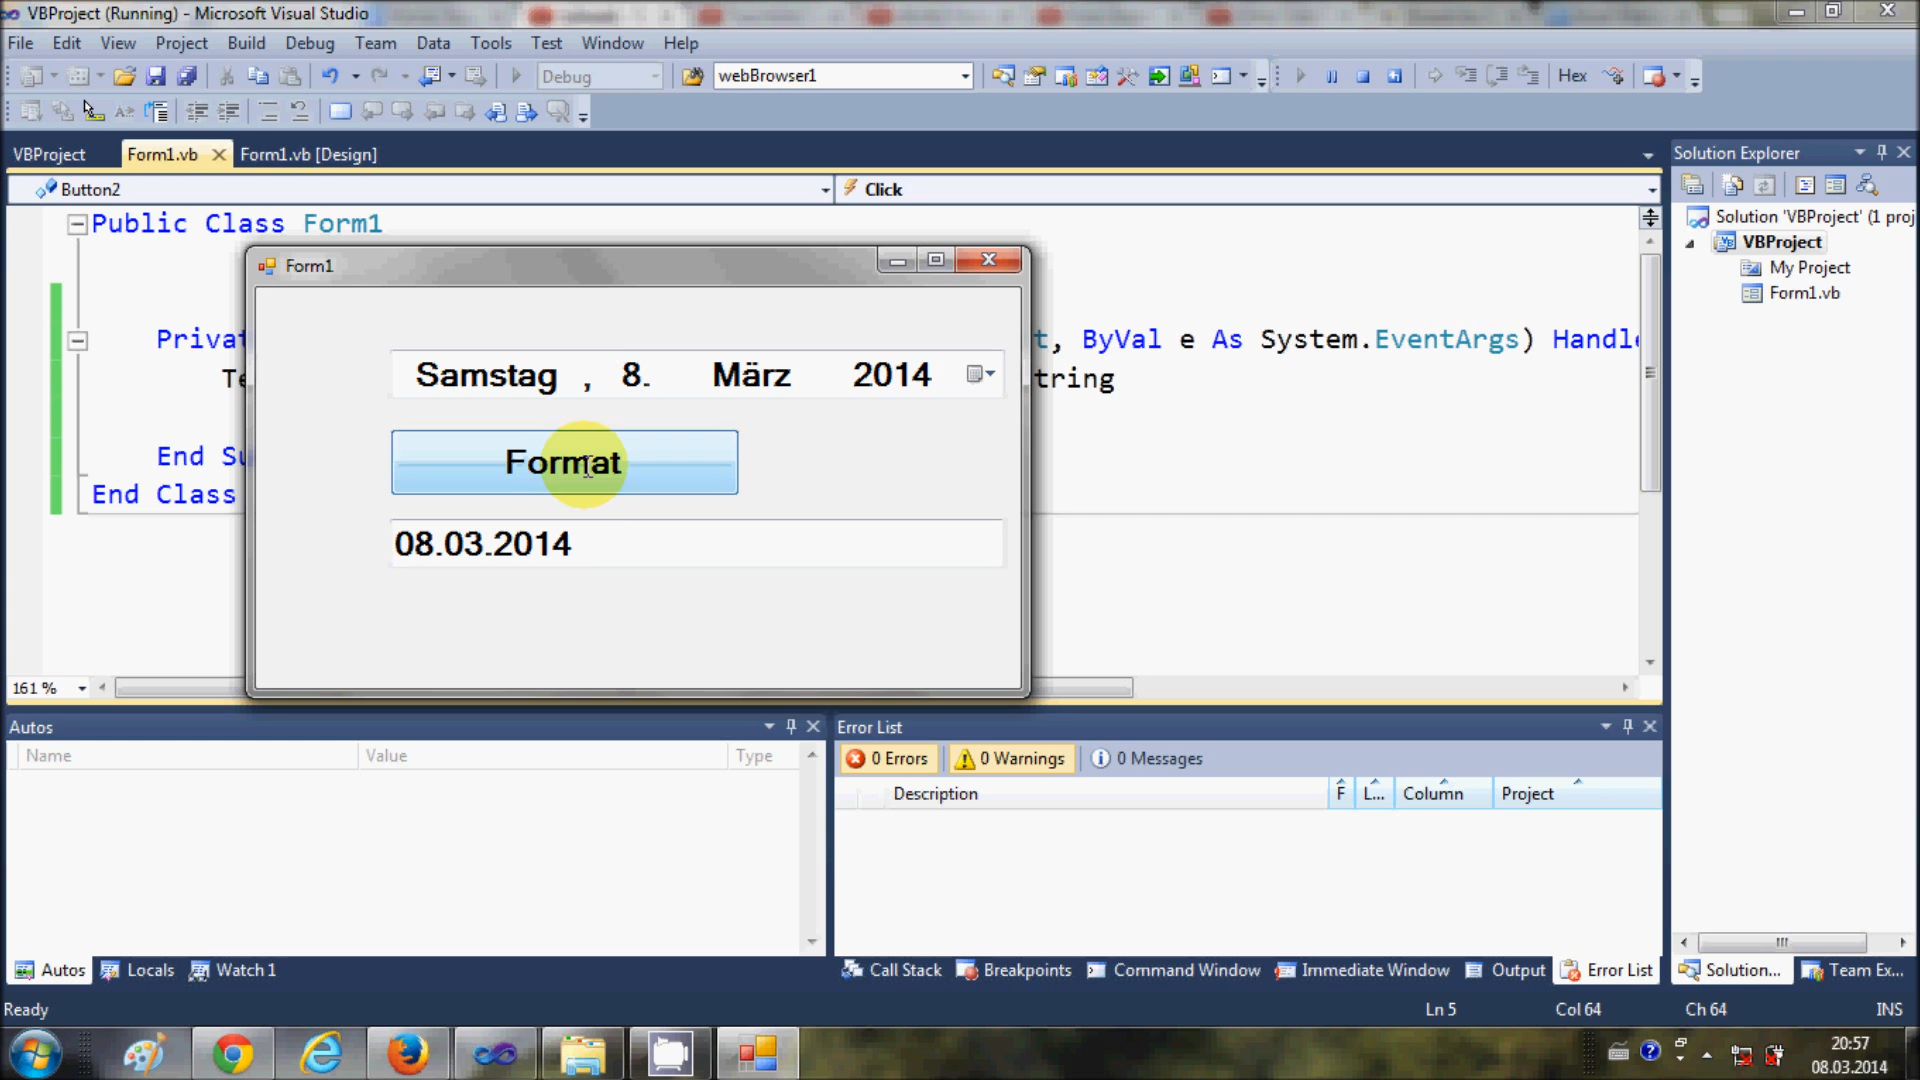 VBProject (Running) - Microsoft Visual Studio
File Edit View Project Build Debug Team Data Tools Test Window Help
Debug webBrowser1 Hex
VBProject Form1.vb Form1.vb [Design]
Button2 Click
Public Class Form1
Form1
Privat t, ByVal e As System.EventArgs) Handle
Samstag , 8. März 2014
Te tring
Format
End Su
End Class
08.03.2014
161 %
Solution Explorer
Solution 'VBProject' (1 proj
VBProject
My Project
Form1.vb
Autos
Name Value Type
Error List
0 Errors 0 Warnings 0 Messages
Description F L... Column Project
Autos Locals Watch 1
Call Stack Breakpoints Command Window Immediate Window Output Error List
Solution... Team Ex...
Ready Ln 5 Col 64 Ch 64 INS
20:57
08.03.2014